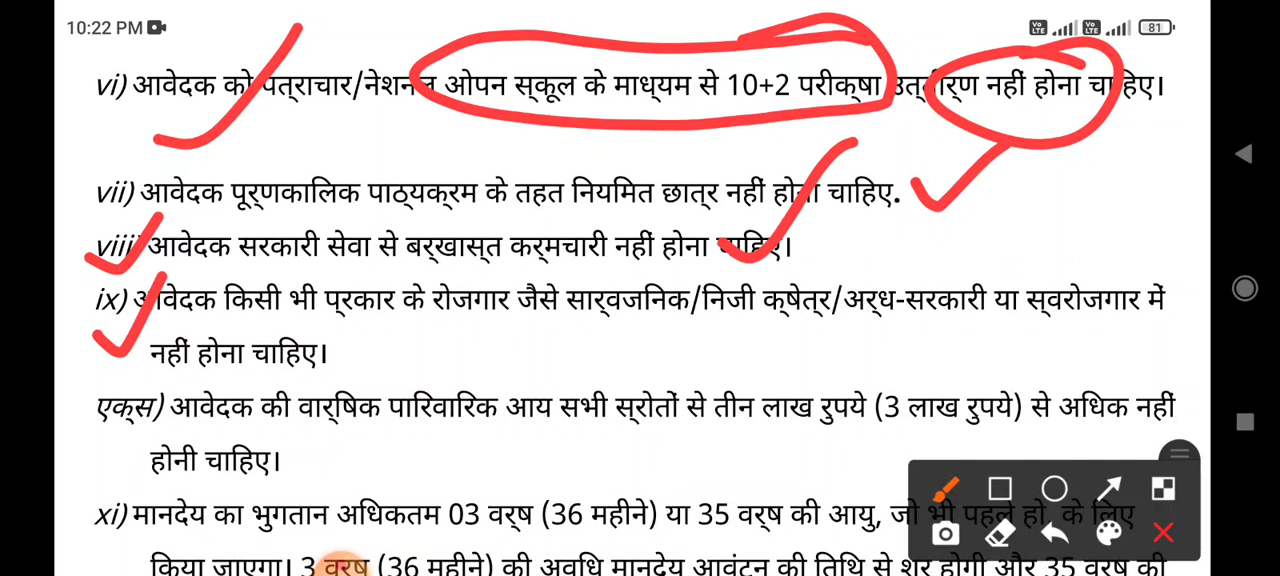 10:22 PM
81
vi) आवेदक को पत्राचार/नेशनल ओपन स्कूल के माध्यम से 10+2 परीक्षा उत्तीर्ण नहीं होना चाहिए।
vii) आवेदक पूर्णकालिक पाठ्यक्रम के तहत नियमित छात्र नहीं होना चाहिए.
viii) आवेदक सरकारी सेवा से बर्खास्त कर्मचारी नहीं होना चाहिए।
ix) आवेदक किसी भी प्रकार के रोजगार जैसे सार्वजनिक/निजी क्षेत्र/अर्ध-सरकारी या स्वरोजगार में
नहीं होना चाहिए।
एक्स) आवेदक की वार्षिक पारिवारिक आय सभी स्रोतों से तीन लाख रुपये (3 लाख रुपये) से अधिक नहीं
होनी चाहिए।
xi) मानदेय का भुगतान अधिकतम 03 वर्ष (36 महीने) या 35 वर्ष की आयु, जो भी पहले हो, के लिए
किया जाएगा। 3 वर्ष (36 महीने) की अवधि मानदेय आवंटन की तिथि से शुरू होगी और 35 वर्ष की